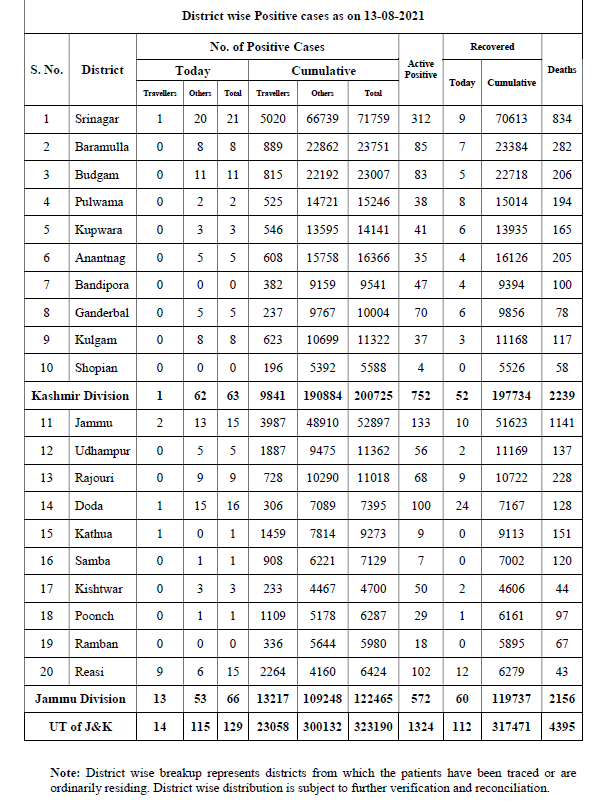 District wise Positive cases as on 13-08-2021
S. No. District No. of Positive Cases Active Positive Recovered Deaths
Today Cumulative Today Cumulative
Travellers Others Total Travellers Others Total
1 Srinagar 1 20 21 5020 66739 71759 312 9 70613 834
2 Baramulla 0 8 8 889 22862 23751 85 7 23384 282
3 Budgam 0 11 11 815 22192 23007 83 5 22718 206
4 Pulwama 0 2 2 525 14721 15246 38 8 15014 194
5 Kupwara 0 3 3 546 13595 14141 41 6 13935 165
6 Anantnag 0 5 5 608 15758 16366 35 4 16126 205
7 Bandipora 0 0 0 382 9159 9541 47 4 9394 100
8 Ganderbal 0 5 5 237 9767 10004 70 6 9856 78
9 Kulgam 0 8 8 623 10699 11322 37 3 11168 117
10 Shopian 0 0 0 196 5392 5588 4 0 5526 58
Kashmir Division 1 62 63 9841 190884 200725 752 52 197734 2239
11 Jammu 2 13 15 3987 48910 52897 133 10 51623 1141
12 Udhampur 0 5 5 1887 9475 11362 56 2 11169 137
13 Rajouri 0 9 9 728 10290 11018 68 9 10722 228
14 Doda 1 15 16 306 7089 7395 100 24 7167 128
15 Kathua 1 0 1 1459 7814 9273 9 0 9113 151
16 Samba 0 1 1 908 6221 7129 7 0 7002 120
17 Kishtwar 0 3 3 233 4467 4700 50 2 4606 44
18 Poonch 0 1 1 1109 5178 6287 29 1 6161 97
19 Ramban 0 0 0 336 5644 5980 18 0 5895 67
20 Reasi 9 6 15 2264 4160 6424 102 12 6279 43
Jammu Division 13 53 66 13217 109248 122465 572 60 119737 2156
UT of J&K 14 115 129 23058 300132 323190 1324 112 317471 4395
Note: District wise breakup represents districts from which the patients have been traced or are
ordinarily residing. District wise distribution is subject to further verification and reconciliation.